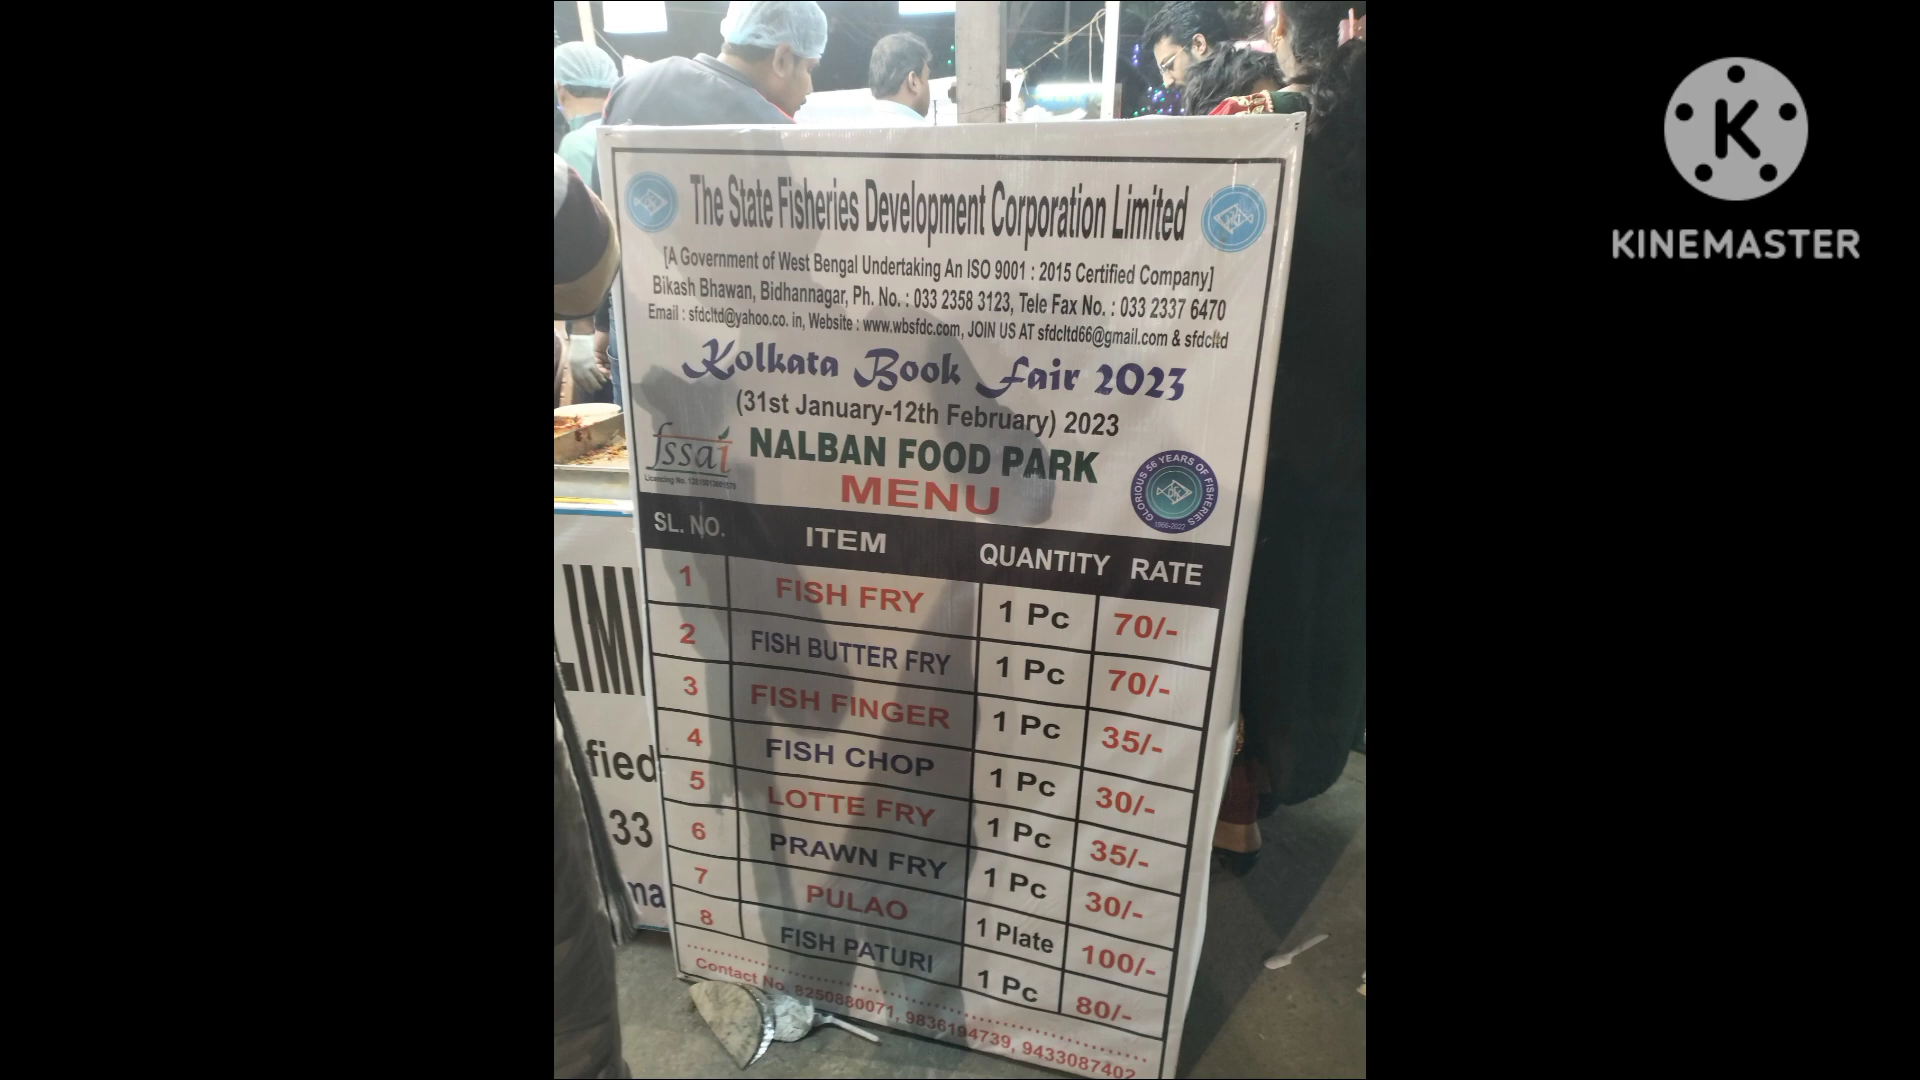 The State Fisheries Development Corporation Limited
[A Government of West Bengal Undertaking An ISO 9001 : 2015 Certified Company]
Bikash Bhawan, Bidhannagar, Ph. No. : 033 2358 3123, Tele Fax No. : 033 2337 6470
Email : sfdcltd@yahoo.co. in, Website : www.wbsfdc.com, JOIN US AT sfdcltd66@gmail.com & sfdcltd
Kolkata Book Fair 2023
(31st January-12th February) 2023
fssai
NALBAN FOOD PARK
MENU
GLORIOUS 56 YEARS OF FISHERIES
1966-2022
SL. NO. ITEM QUANTITY RATE
1 FISH FRY 1 Pc 70/-
2 FISH BUTTER FRY 1 Pc 70/-
3 FISH FINGER 1 Pc 35/-
4 FISH CHOP 1 Pc 30/-
5 LOTTE FRY 1 Pc 35/-
6 PRAWN FRY 1 Pc 30/-
7 PULAO 1 Plate 100/-
8 FISH PATURI 1 Pc 80/-
Contact No. 8250880071, 9836194739, 9433087402
LIMI
fied
33
ma
K
KINEMASTER